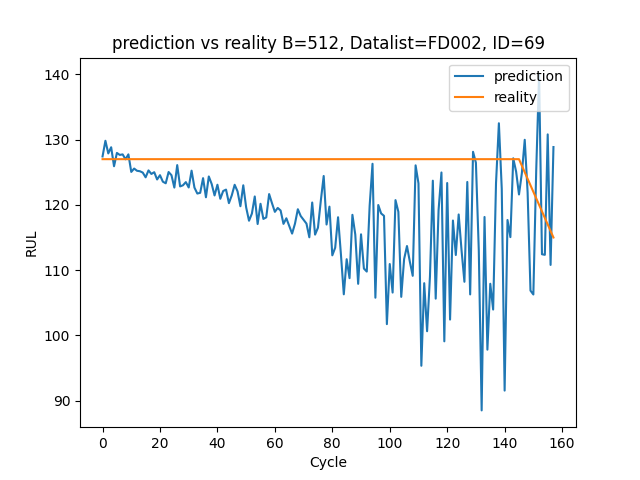 prediction vs reality B=512, Datalist=FD002, ID=69
prediction
reality
140
130
120
110
100
90
RUL
0 20 40 60 80 100 120 140 160
Cycle